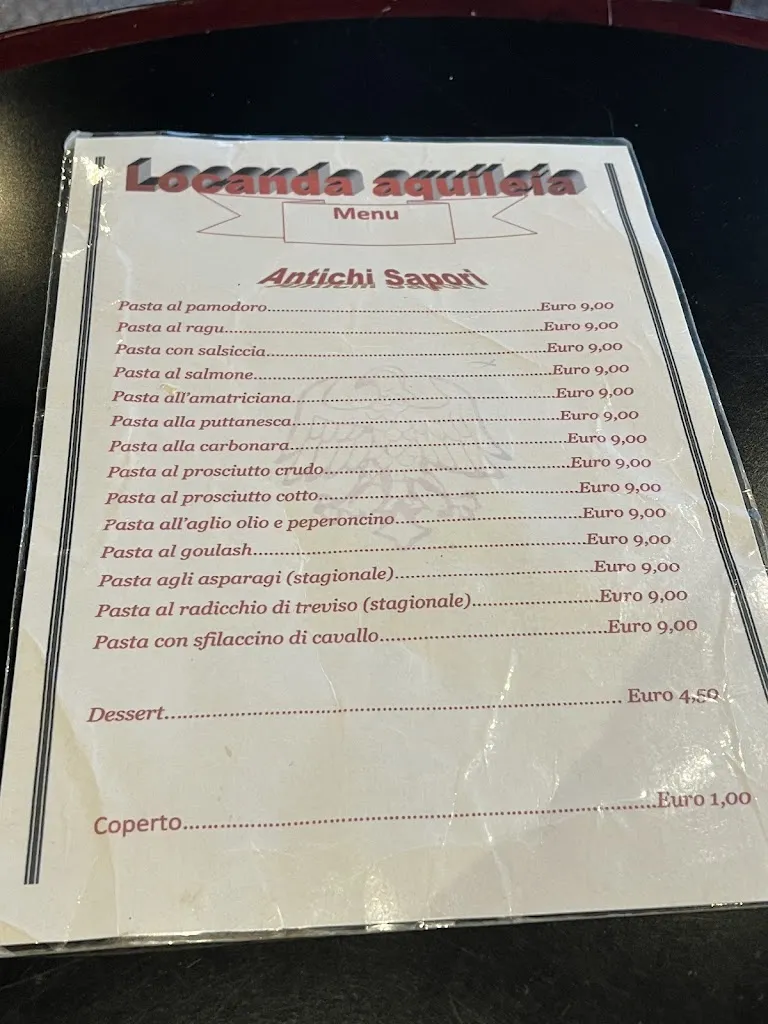 Locanda aquileia
Menu
Antichi Sapori
Pasta al pamodoro.......................................................Euro 9,00
Pasta al ragu................................................................Euro 9,00
Pasta con salsiccia........................................................Euro 9,00
Pasta al salmone...........................................................Euro 9,00
Pasta all'amatriciana.....................................................Euro 9,00
Pasta alla puttanesca.....................................................Euro 9,00
Pasta alla carbonara......................................................Euro 9,00
Pasta al prosciutto crudo................................................Euro 9,00
Pasta al prosciutto cotto.................................................Euro 9,00
Pasta all'aglio olio e peperoncino....................................Euro 9,00
Pasta al goulash............................................................Euro 9,00
Pasta agli asparagi (stagionale).......................................Euro 9,00
Pasta al radicchio di treviso (stagionale)........................Euro 9,00
Pasta con sfilaccino di cavallo..........................................Euro 9,00
Dessert........................................................................ Euro 4,50
Coperto........................................................................Euro 1,00